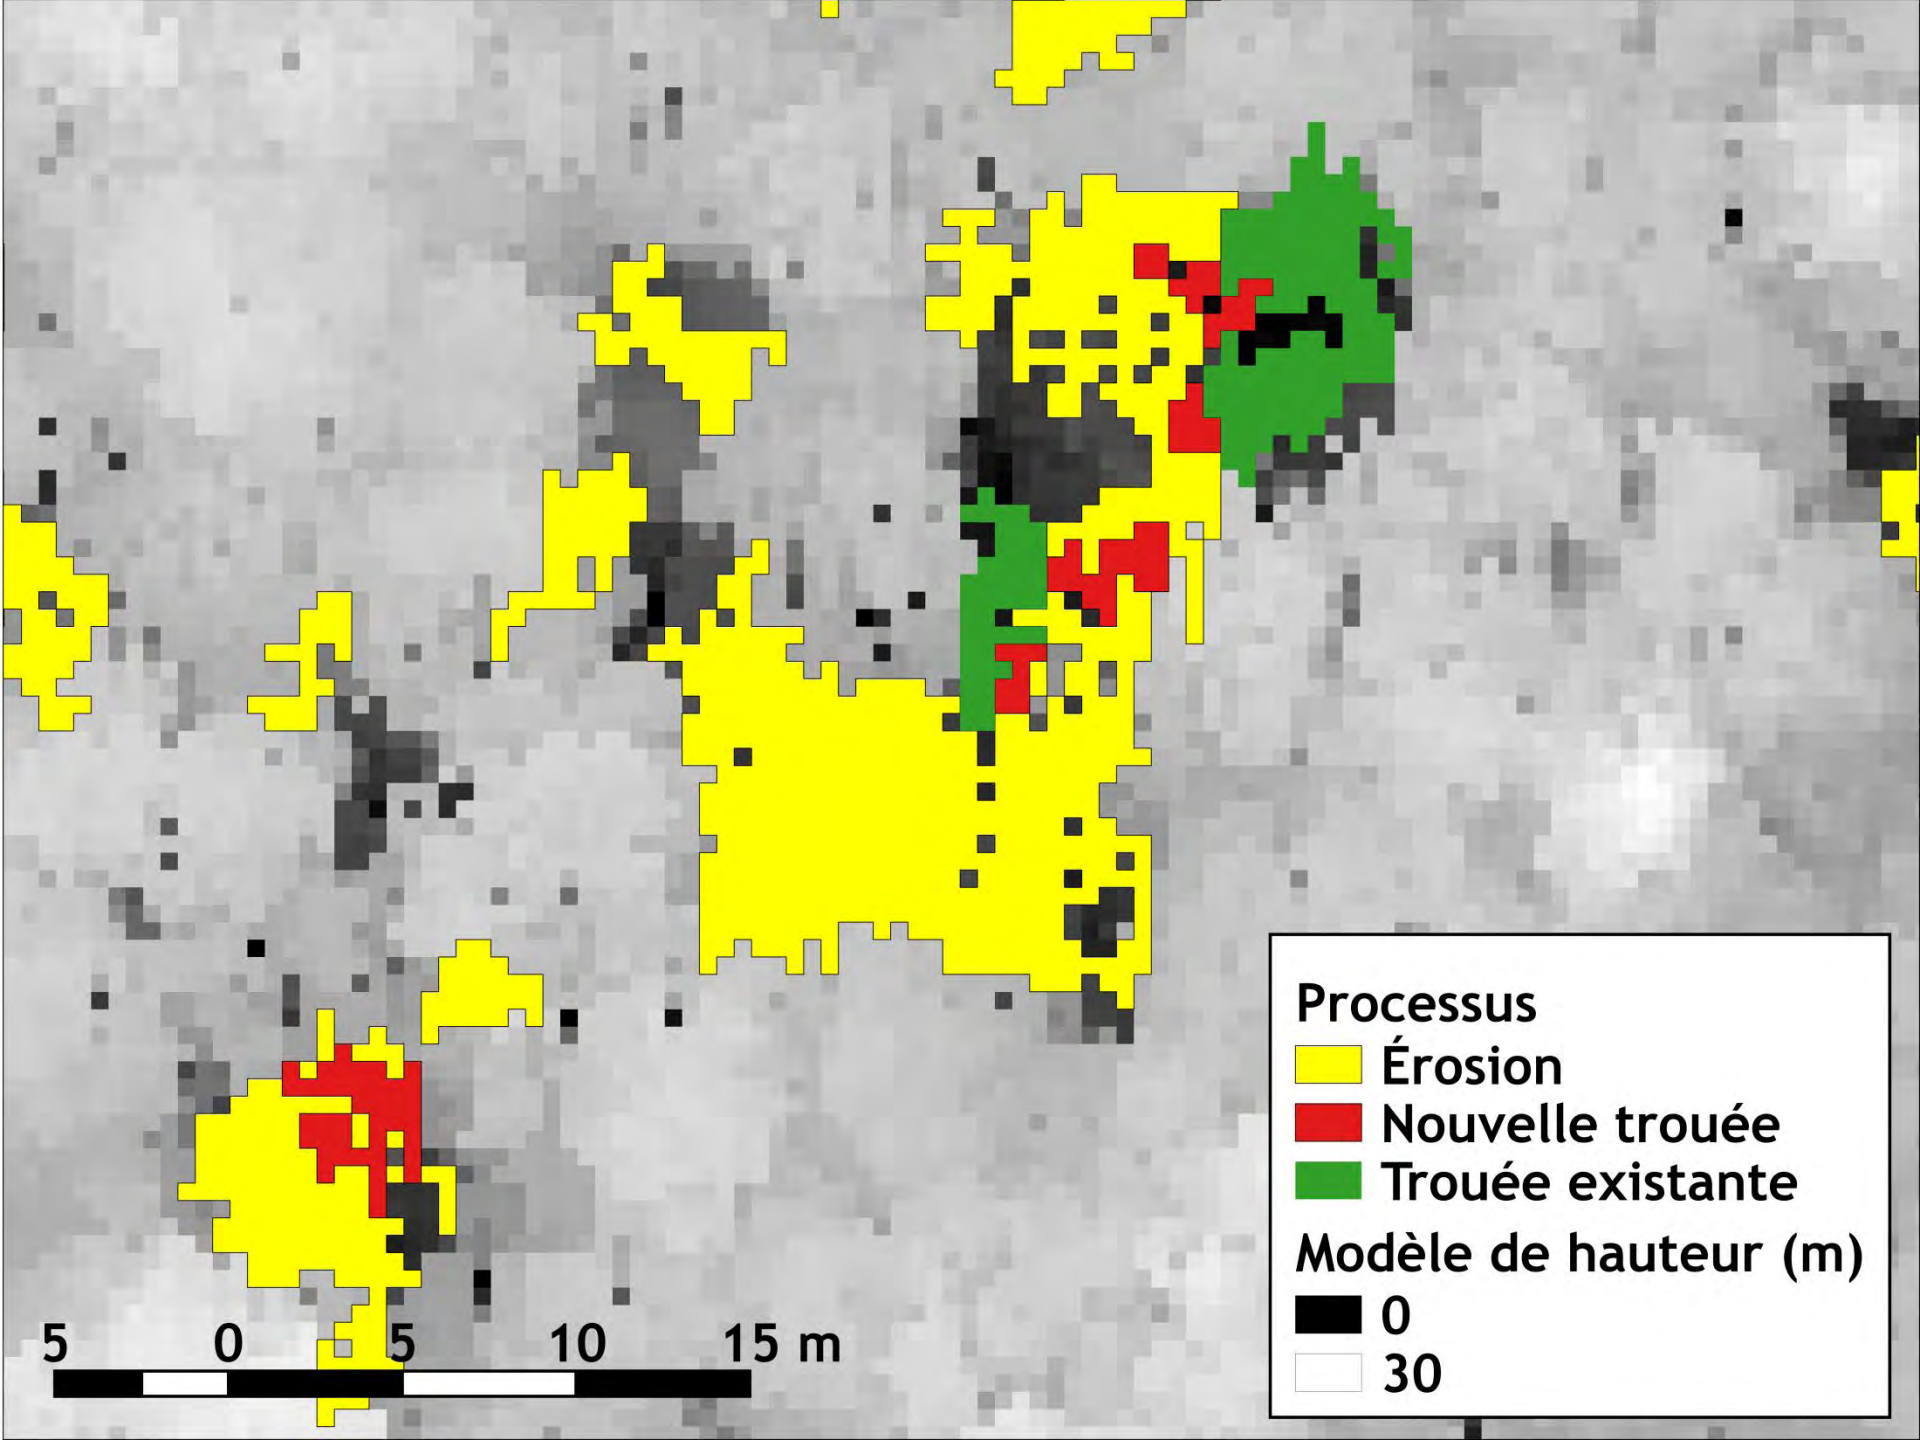 Processus
Érosion
Nouvelle trouée
Trouée existante
Modèle de hauteur (m)
0
30
5 0 5 10 15 m